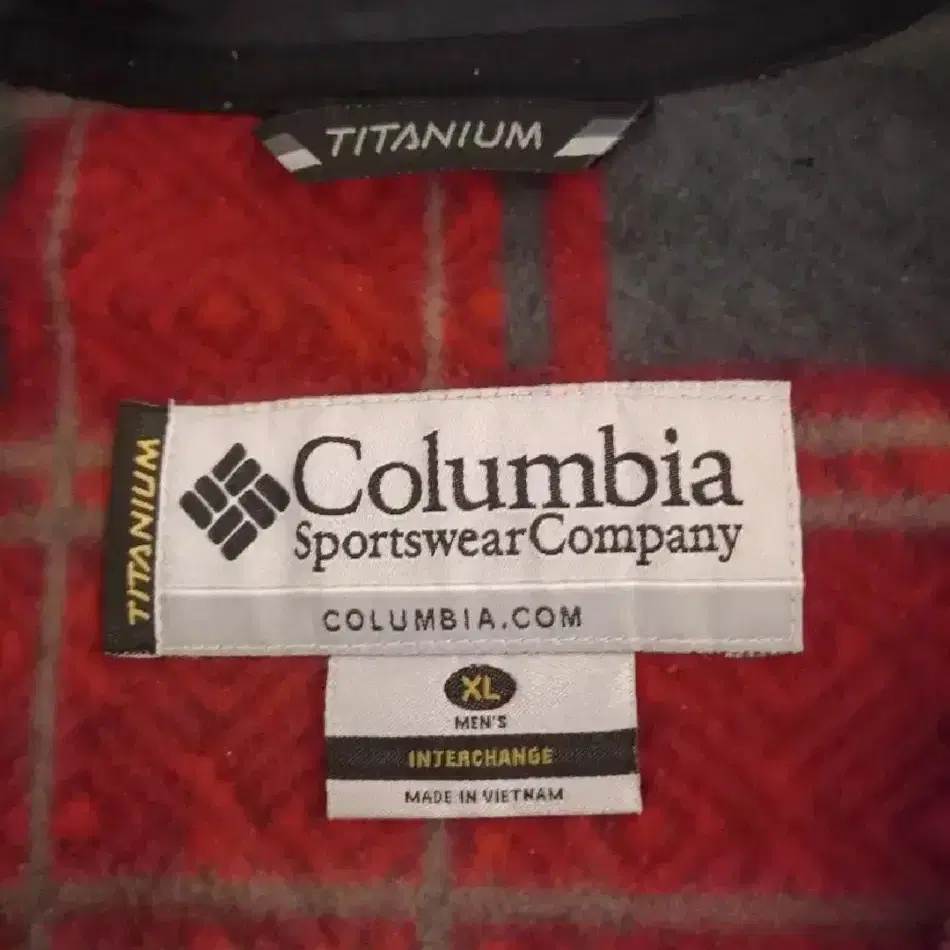 TITANIUM
TITANIUM
Columbia
Sportswear Company
COLUMBIA.COM
XL
MEN'S
INTERCHANGE
MADE IN VIETNAM